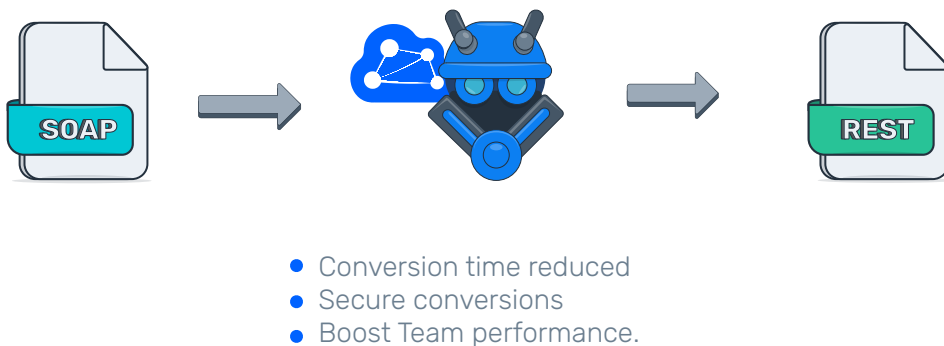 SOAP
REST
Conversion time reduced
Secure conversions
Boost Team performance.